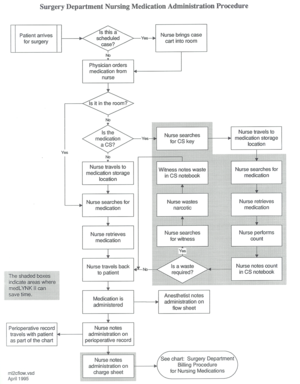 Surgery Department Nursing Medication Administration Procedure
Patient arrives
for surgery
Is this a
scheduled
case?
Yes
Nurse brings case
cart into room
No
Physician orders
medication from
nurse
Is it in the room?
Yes
No
Is the
medication
a CS?
Yes
Nurse searches
for CS key
Nurse travels to
medication storage
location
No
Nurse travels to
medication storage
location
Witness notes waste
in CS notebook
Nurse searches for
medication
Nurse searches for
medication
Nurse wastes
narcotic
Nurse retrieves
medication
Nurse retrieves
medication
Nurse searches
for witness
Nurse performs
count
Yes
The shaded boxes
indicate areas where
medLYNK II can
save time.
Nurse travels back
to patient
No
Is a waste
required?
Nurse notes count
in CS notebook
Medication is
administered
Anesthetist notes
administration on
flow sheet
Perioperative record
travels with patient
as part of the chart
Nurse notes
administration on
perioperative record
Nurse notes
administration on
charge sheet
See chart: Surgery Department
Billing Procedure
for Nursing Medications
m2cflow.vsd
April 1995